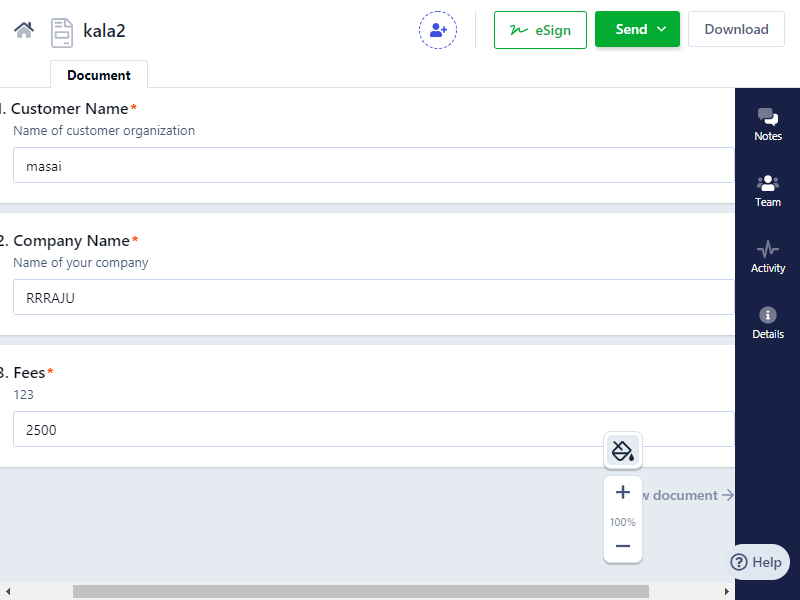 kala2
eSign
Send
Download
Document
1. Customer Name*
Name of customer organization
masai
2. Company Name*
Name of your company
RRRAJU
3. Fees*
123
2500
document
100%
Notes
Team
Activity
Details
Help